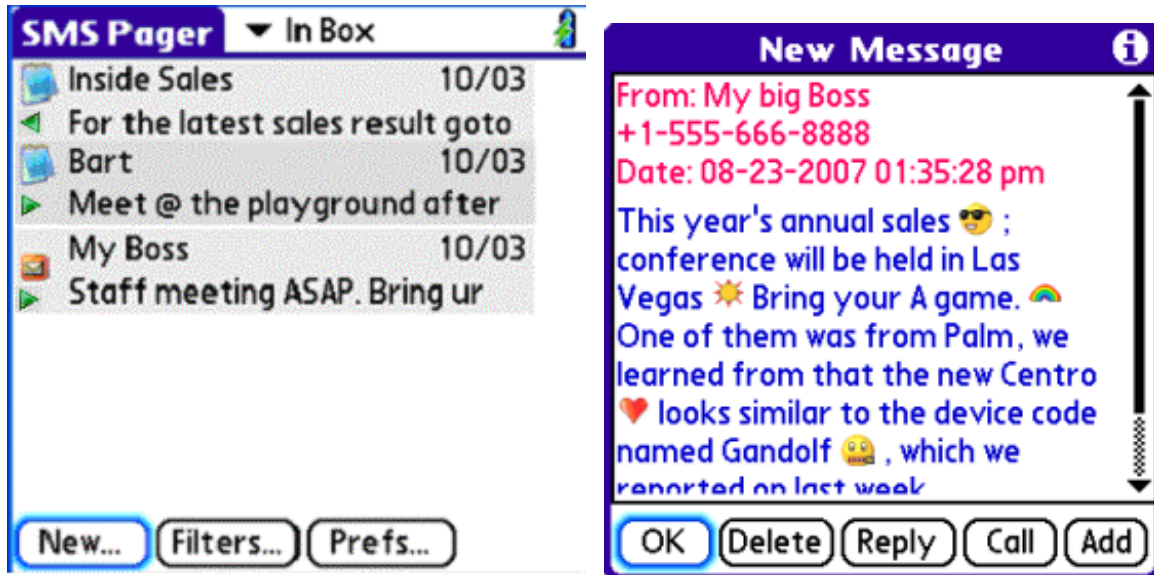 SMS Pager In Box
Inside Sales 10/03
For the latest sales result goto
Bart 10/03
Meet @ the playground after
My Boss 10/03
Staff meeting ASAP. Bring ur
New... Filters... Prefs...
New Message
From: My big Boss
+1-555-666-8888
Date: 08-23-2007 01:35:28 pm
This year's annual sales 😎 ;
conference will be held in Las
Vegas ☀ Bring your A game. 🌈
One of them was from Palm, we
learned from that the new Centro
❤ looks similar to the device code
named Gandolf 🤐 , which we
reported on last week
OK Delete Reply Call Add